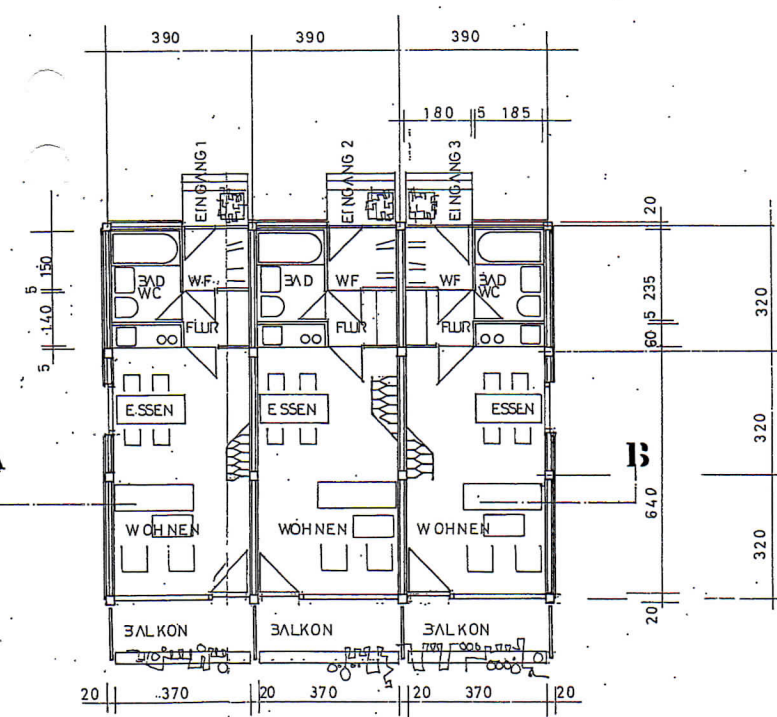 390 390 390
180 5 185
EINGANG 1 EINGANG 2 EINGANG 3
20
BAD WF BAD WF WF BAD
WC WC
5 150 235 320
FLUR FLUR FLUR
140 5
5 60
ESSEN ESSEN ESSEN
320
B
640
WOHNEN WOHNEN WOHNEN
320
20
BALKON BALKON BALKON
20 370 20 370 20 370 20